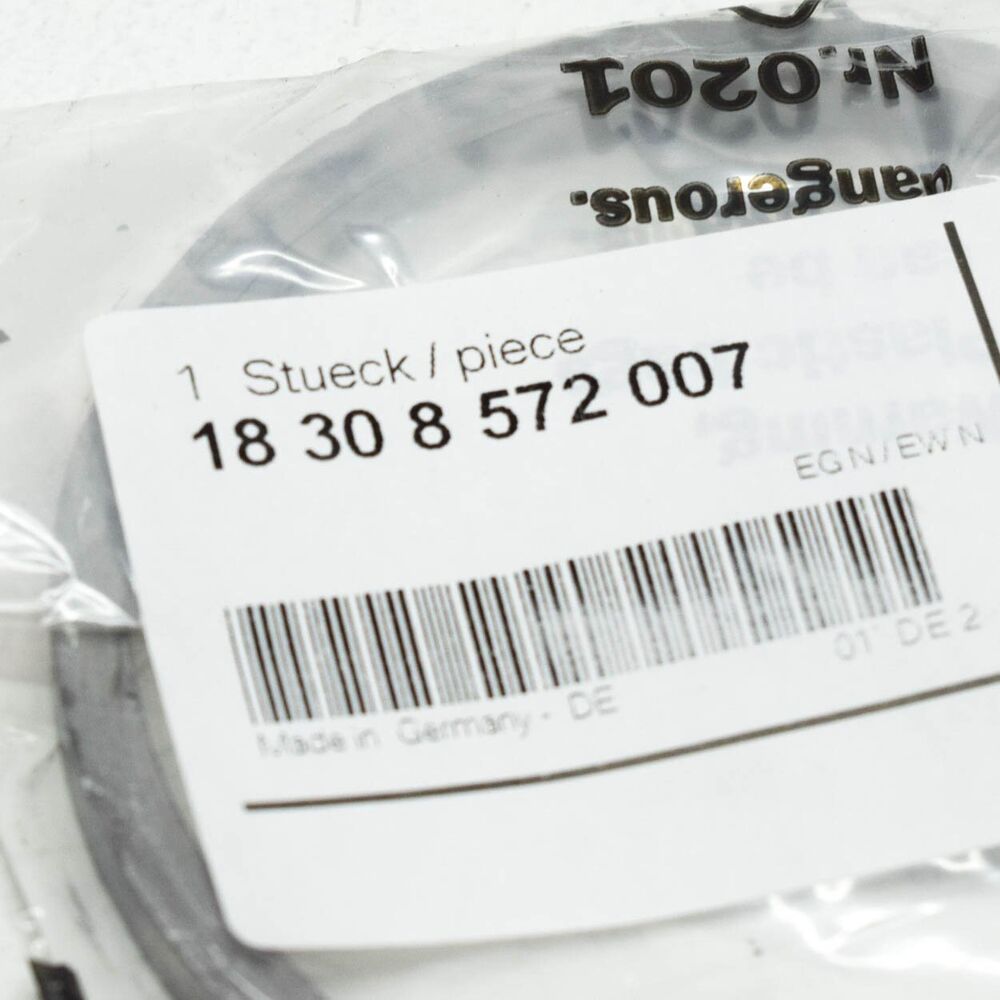 Nr.0201
dangerous.
1 Stueck / piece
18 30 8 572 007
EG N / EW N
01 DE 2
Made in Germany - DE